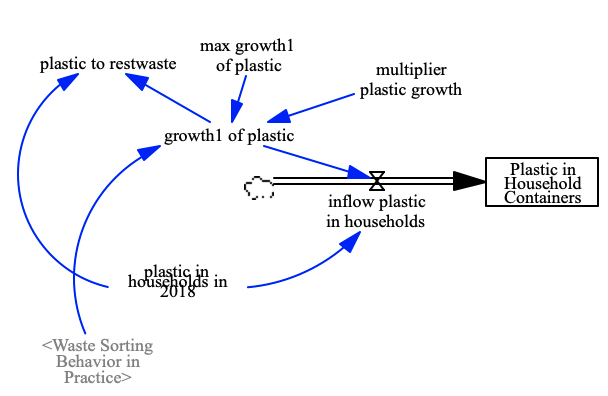 max growth1
of plastic
plastic to restwaste
multiplier
plastic growth
growth1 of plastic
Plastic in
Household
Containers
inflow plastic
in households
plastic in
households in
2018
<Waste Sorting
Behavior in
Practice>